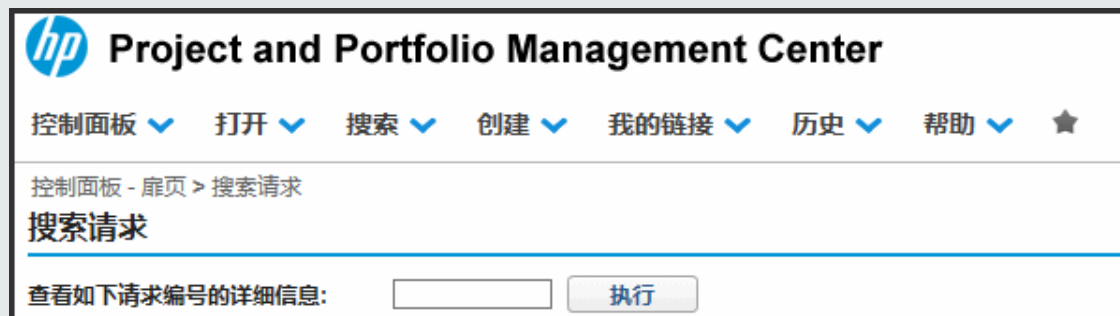 hp Project and Portfolio Management Center
控制面板 打开 搜索 创建 我的链接 历史 帮助
控制面板 - 扉页 > 搜索请求
搜索请求
查看如下请求编号的详细信息: 执行